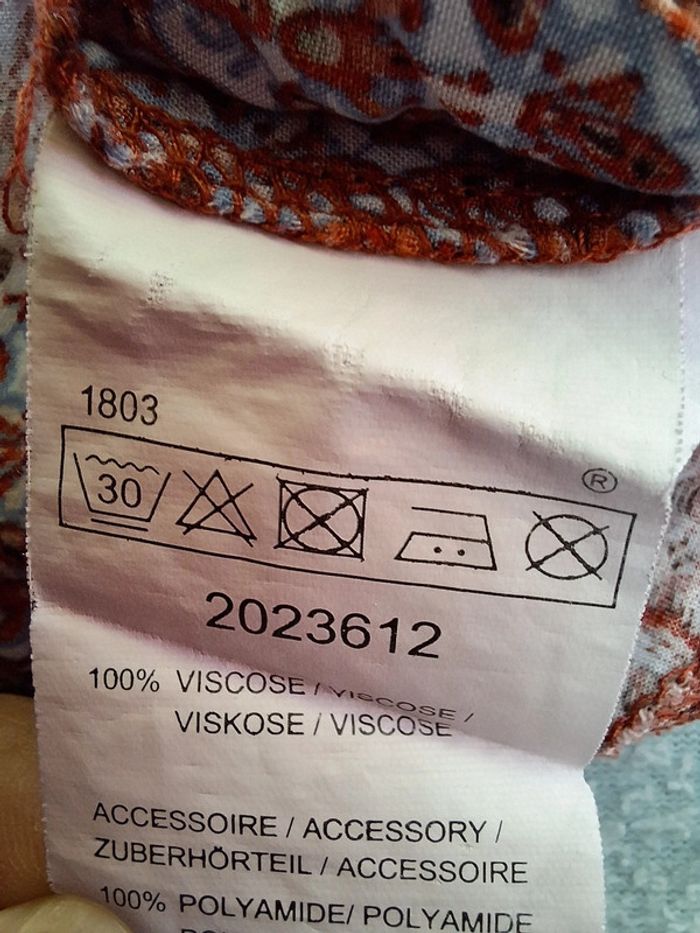 1803
®
30
2023612
100% VISCOSE / VISCOSE /
VISKOSE / VISCOSE
ACCESSOIRE / ACCESSORY /
ZUBERHÖRTEIL / ACCESSOIRE
100% POLYAMIDE/ POLYAMIDE